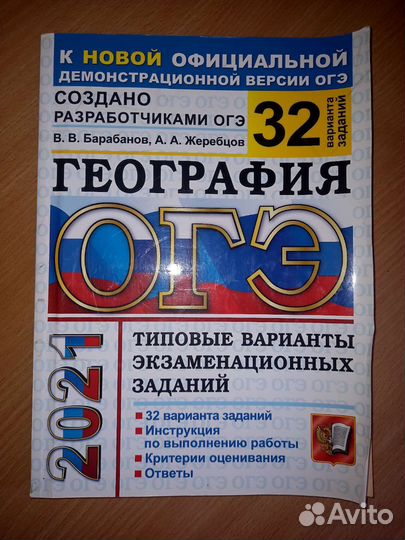 К НОВОЙ ОФИЦИАЛЬНОЙ
ДЕМОНСТРАЦИОННОЙ ВЕРСИИ ОГЭ
СОЗДАНО
РАЗРАБОТЧИКАМИ ОГЭ
32
варианта
заданий
В. В. Барабанов, А. А. Жеребцов
ГЕОГРАФИЯ
ОГЭ
2021
ТИПОВЫЕ ВАРИАНТЫ
ЭКЗАМЕНАЦИОННЫХ
ЗАДАНИЙ
▪ 32 варианта заданий
▪ Инструкция
по выполнению работы
▪ Критерии оценивания
▪ Ответы
Avito